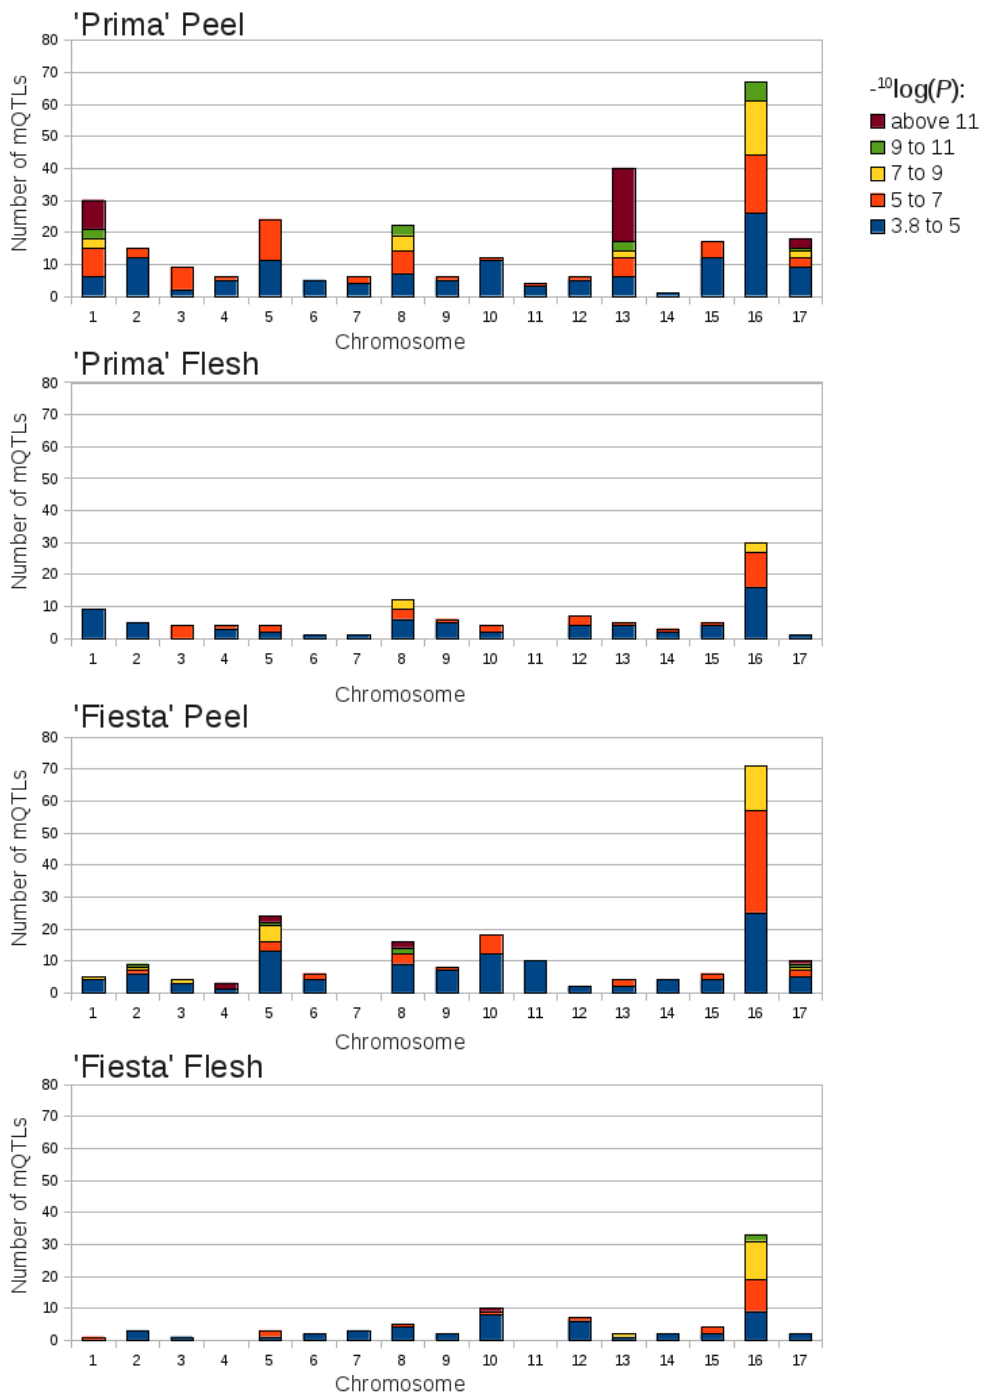 'Prima' Peel
80
70
60
50
40
30
20
10
0
Number of mQTLs
1 2 3 4 5 6 7 8 9 10 11 12 13 14 15 16 17
Chromosome
-¹⁰log(P):
above 11
9 to 11
7 to 9
5 to 7
3.8 to 5
'Prima' Flesh
80
70
60
50
40
30
20
10
0
Number of mQTLs
1 2 3 4 5 6 7 8 9 10 11 12 13 14 15 16 17
Chromosome
'Fiesta' Peel
80
70
60
50
40
30
20
10
0
Number of mQTLs
1 2 3 4 5 6 7 8 9 10 11 12 13 14 15 16 17
Chromosome
'Fiesta' Flesh
80
70
60
50
40
30
20
10
0
Number of mQTLs
1 2 3 4 5 6 7 8 9 10 11 12 13 14 15 16 17
Chromosome